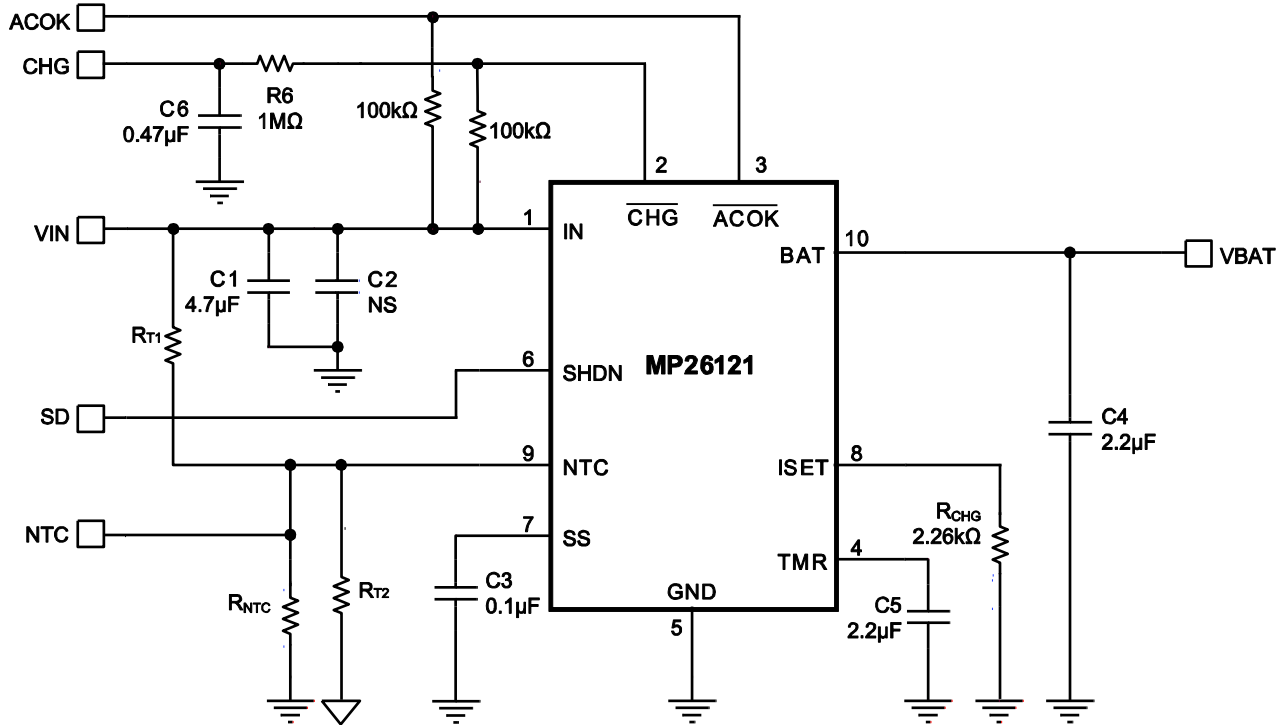 ACOK
CHG
R6
1MΩ
C6
0.47µF
100kΩ
100kΩ
2
3
VIN
1
IN
CHG
ACOK
BAT
10
VBAT
C1
4.7µF
C2
NS
RT1
6
SHDN
MP26121
SD
C4
2.2µF
9
NTC
ISET
8
NTC
7
SS
RCHG
2.26kΩ
TMR
4
RNTC
RT2
C3
0.1µF
GND
5
C5
2.2µF